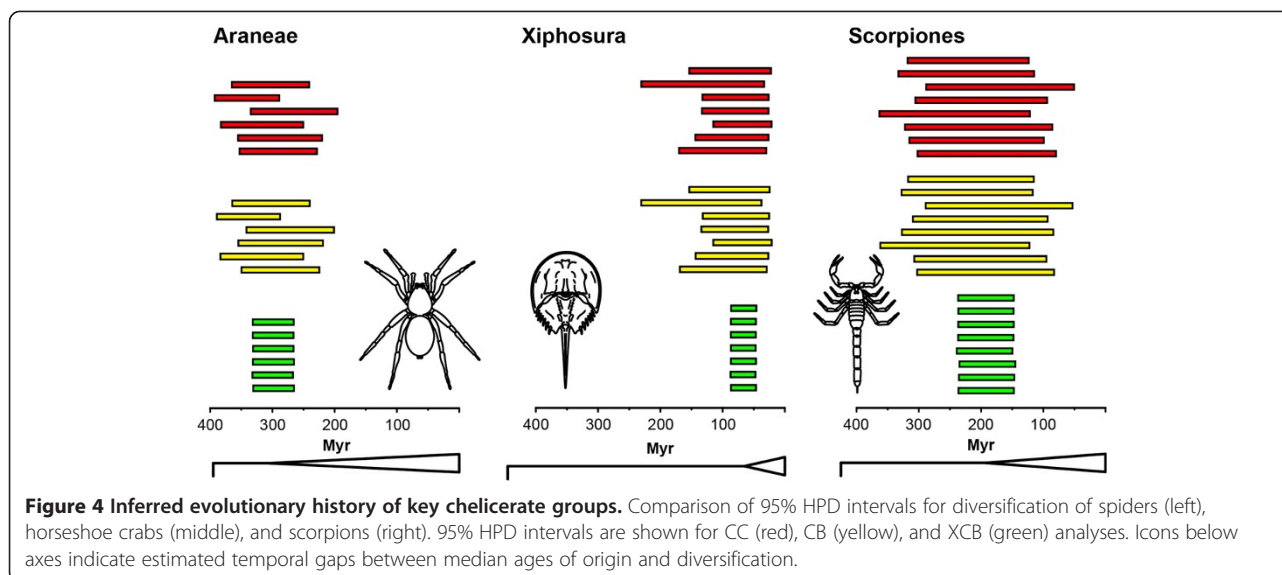 Araneae Xiphosura Scorpiones
400 300 200 100 400 300 200 100 400 300 200 100
Myr Myr Myr
Figure 4 Inferred evolutionary history of key chelicerate groups. Comparison of 95% HPD intervals for diversification of spiders (left),
horseshoe crabs (middle), and scorpions (right). 95% HPD intervals are shown for CC (red), CB (yellow), and XCB (green) analyses. Icons below
axes indicate estimated temporal gaps between median ages of origin and diversification.